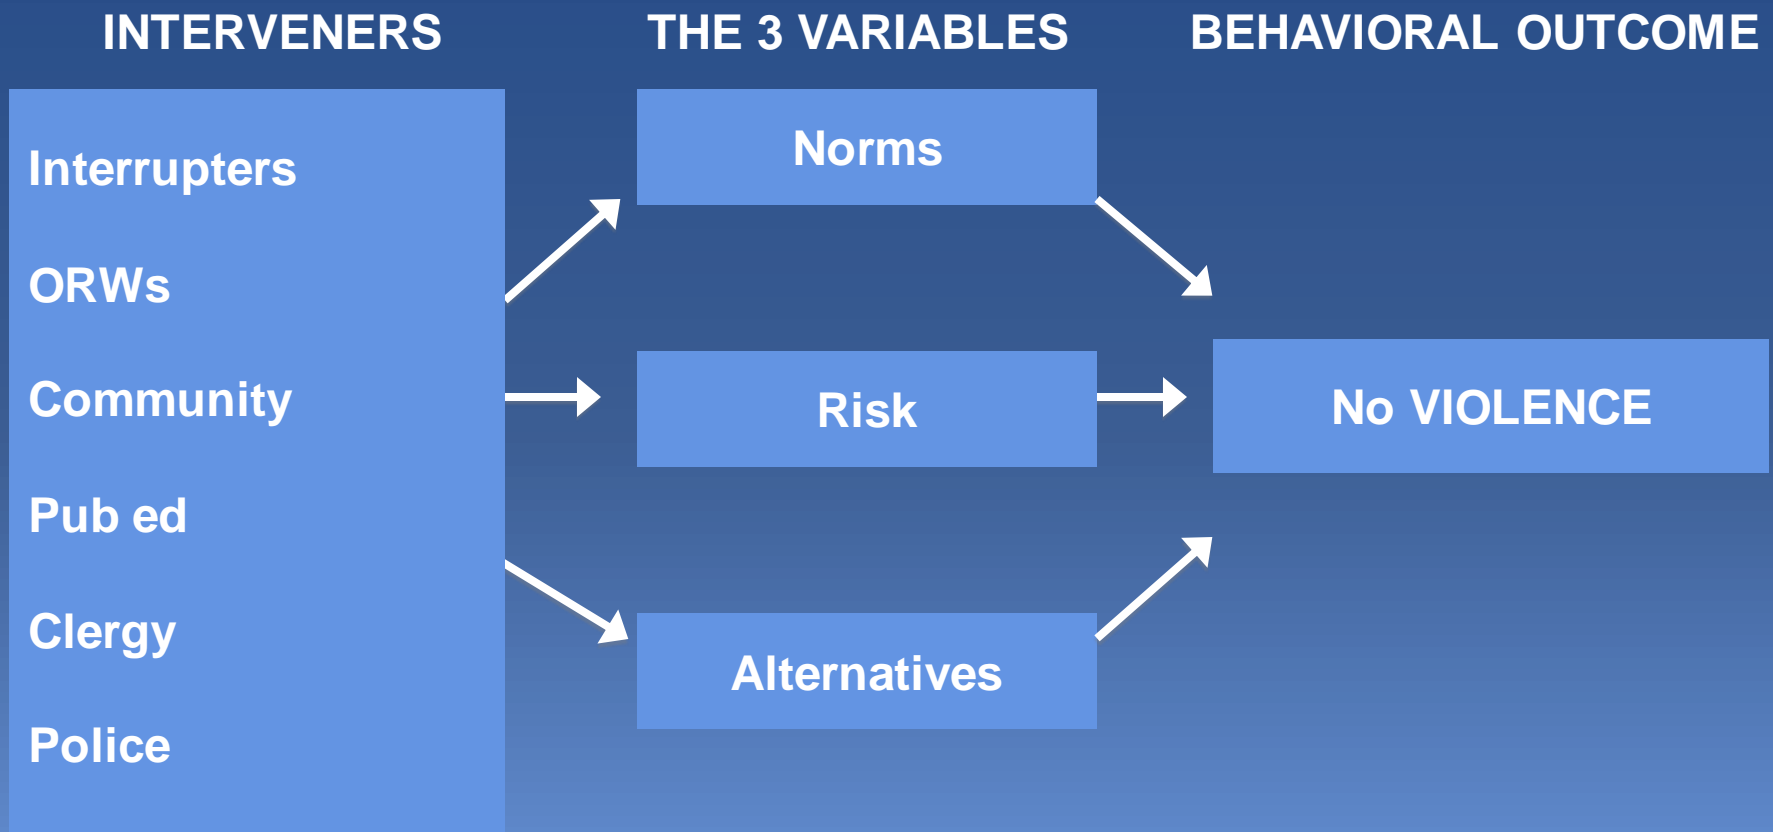 INTERVENERS
THE 3 VARIABLES
BEHAVIORAL OUTCOME
Interrupters
ORWs
Community
Pub ed
Clergy
Police
Norms
Risk
Alternatives
No VIOLENCE